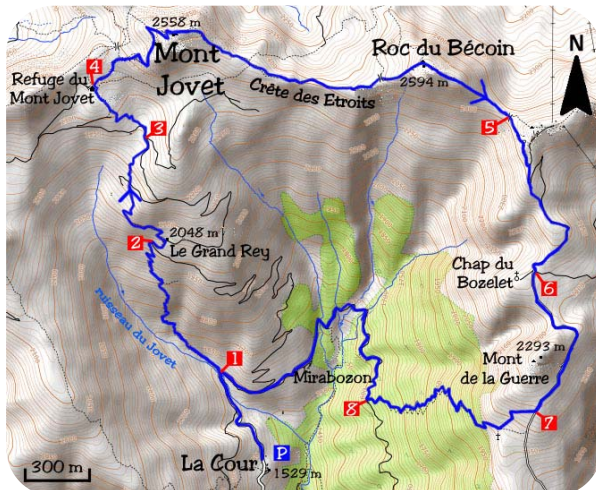 2558 m
Mont
Jovet
Roc du Bécoin
2594 m
N
4
Refuge du
Mont Jovet
Crête des Etroits
3
5
2
2048 m
Le Grand Rey
Chap du
Bozelet
6
ruisseau du Jovet
1
2293 m
Mont
de la Guerre
Mirabozon
8
7
La Cour
P
1529 m
300 m